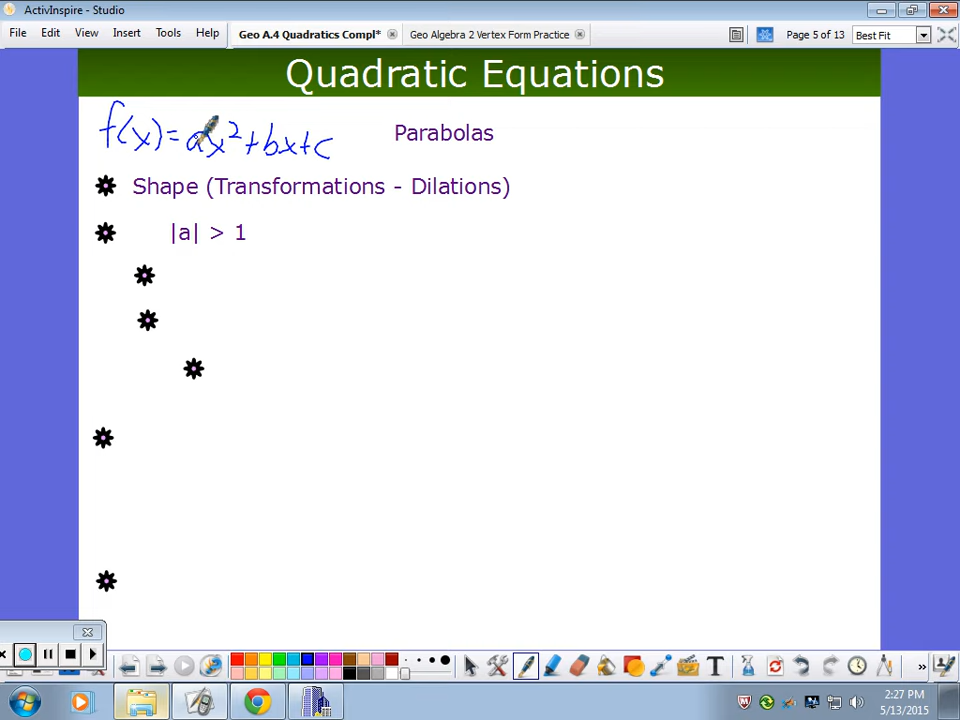 ActivInspire - Studio
File Edit View Insert Tools Help
Geo A.4 Quadratics Compl*
Geo Algebra 2 Vertex Form Practice
Page 5 of 13
Best Fit
Quadratic Equations
f(x)=ax²+bx+c
Parabolas
Shape (Transformations - Dilations)
|a| > 1
T
»
2:27 PM
5/13/2015